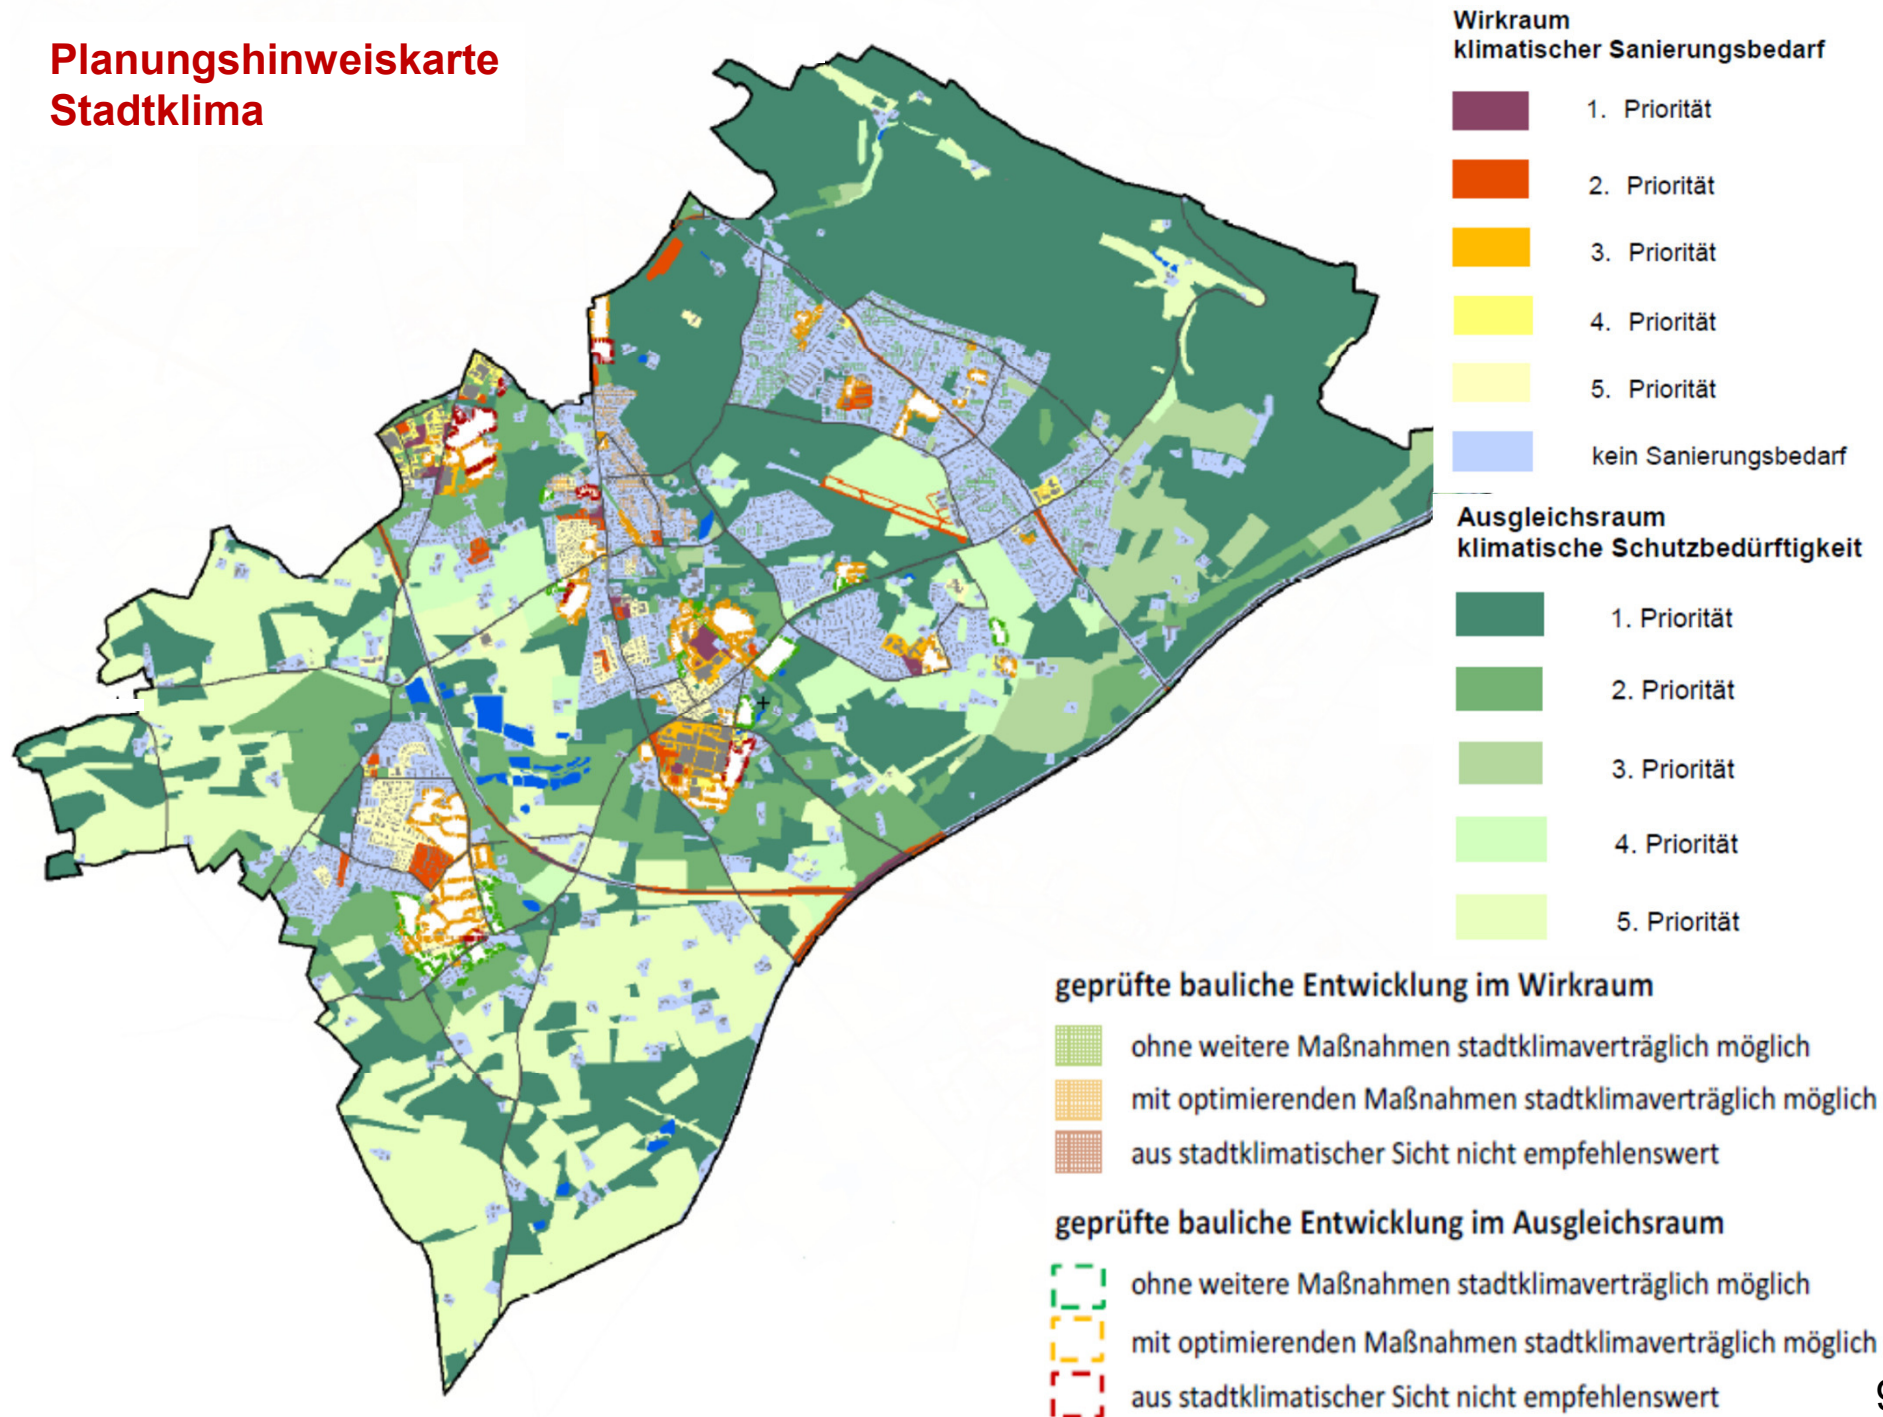 Planungshinweiskarte
Stadtklima
Wirkraum
klimatischer Sanierungsbedarf
1. Priorität
2. Priorität
3. Priorität
4. Priorität
5. Priorität
kein Sanierungsbedarf
Ausgleichsraum
klimatische Schutzbedürftigkeit
1. Priorität
2. Priorität
3. Priorität
4. Priorität
5. Priorität
geprüfte bauliche Entwicklung im Wirkraum
ohne weitere Maßnahmen stadtklimaverträglich möglich
mit optimierenden Maßnahmen stadtklimaverträglich möglich
aus stadtklimatischer Sicht nicht empfehlenswert
geprüfte bauliche Entwicklung im Ausgleichsraum
ohne weitere Maßnahmen stadtklimaverträglich möglich
mit optimierenden Maßnahmen stadtklimaverträglich möglich
aus stadtklimatischer Sicht nicht empfehlenswert